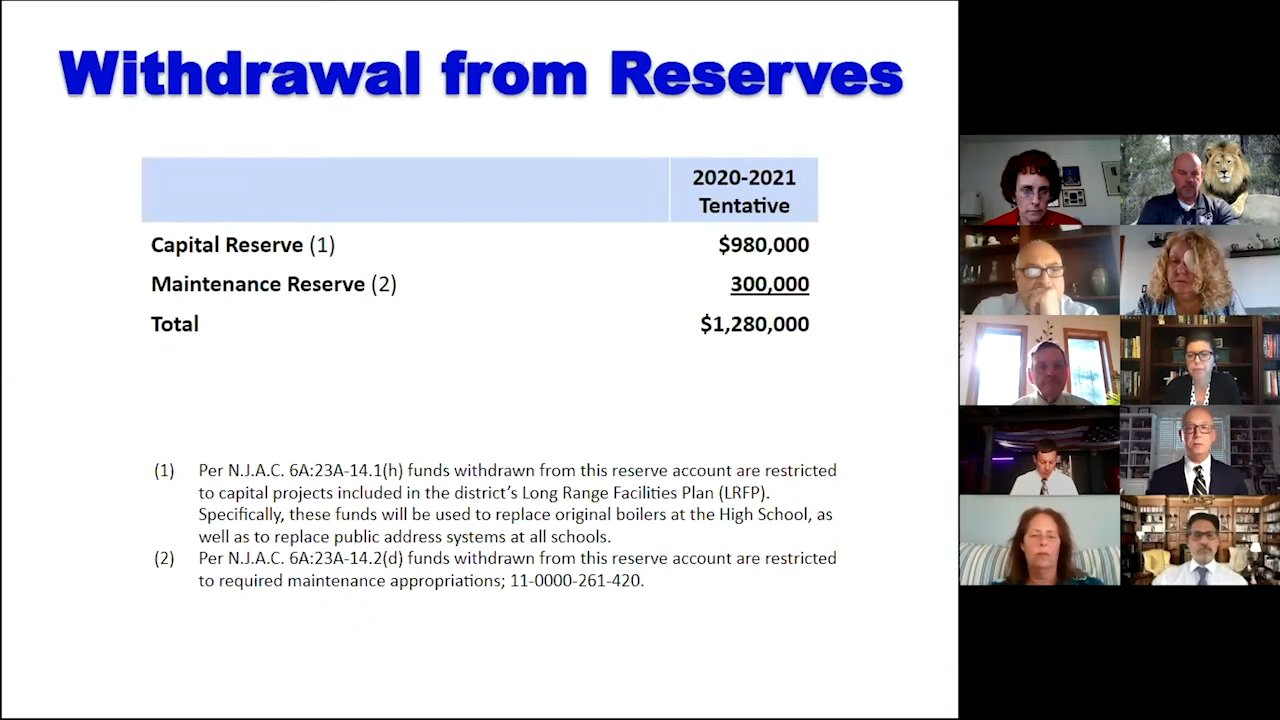 Withdrawal from Reserves
2020-2021
Tentative
Capital Reserve (1) $980,000
Maintenance Reserve (2) 300,000
Total $1,280,000
(1) Per N.J.A.C. 6A:23A-14.1(h) funds withdrawn from this reserve account are restricted
to capital projects included in the district’s Long Range Facilities Plan (LRFP).
Specifically, these funds will be used to replace original boilers at the High School, as
well as to replace public address systems at all schools.
(2) Per N.J.A.C. 6A:23A-14.2(d) funds withdrawn from this reserve account are restricted
to required maintenance appropriations; 11-0000-261-420.